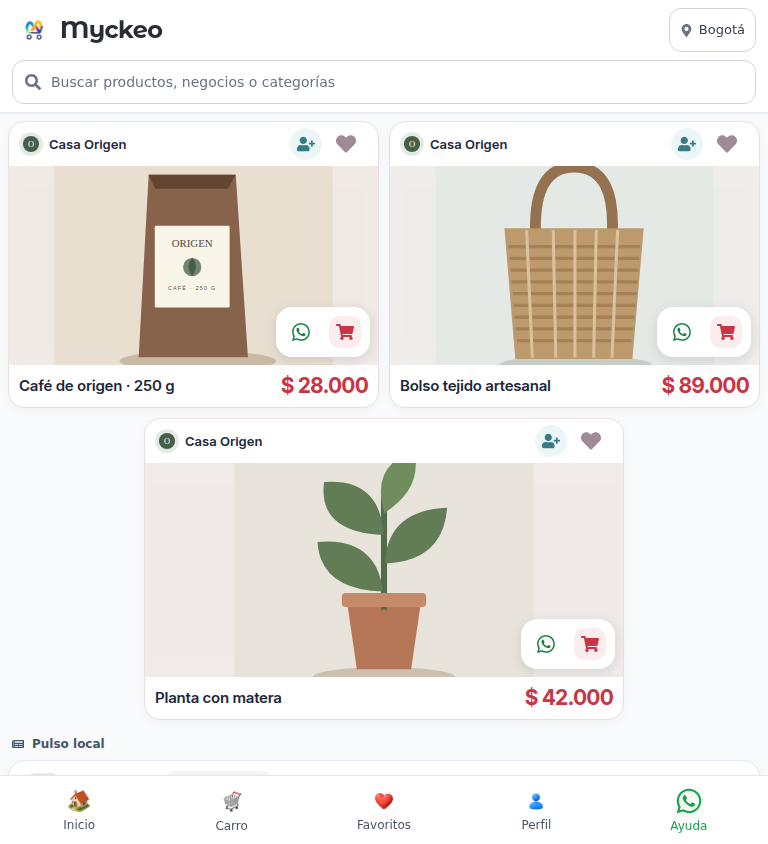 Myckeo
Bogotá
Buscar productos, negocios o categorías
Casa Origen
ORIGEN
CAFÉ · 250 G
Café de origen · 250 g
$ 28.000
Casa Origen
Bolso tejido artesanal
$ 89.000
Casa Origen
Planta con matera
$ 42.000
Pulso local
Inicio
Carro
Favoritos
Perfil
Ayuda